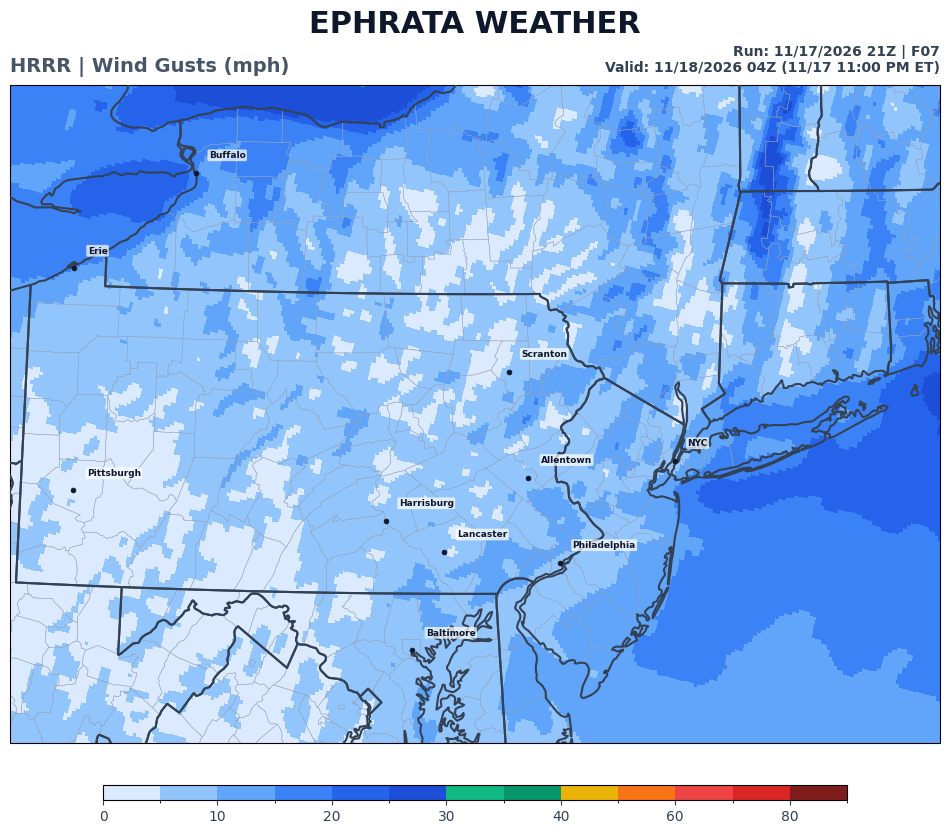 EPHRATA WEATHER
HRRR | Wind Gusts (mph)
Run: 11/17/2026 21Z | F07
Valid: 11/18/2026 04Z (11/17 11:00 PM ET)
Buffalo
Erie
Scranton
NYC
Allentown
Pittsburgh
Harrisburg
Lancaster
Philadelphia
Baltimore
0 10 20 30 40 50 60 70 80